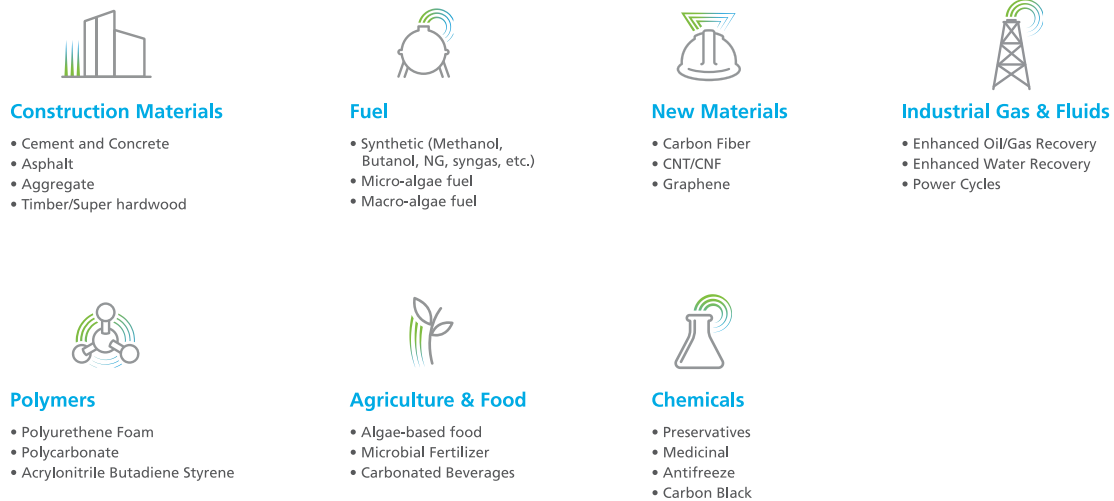 Construction Materials
• Cement and Concrete
• Asphalt
• Aggregate
• Timber/Super hardwood
Fuel
• Synthetic (Methanol,
Butanol, NG, syngas, etc.)
• Micro-algae fuel
• Macro-algae fuel
New Materials
• Carbon Fiber
• CNT/CNF
• Graphene
Industrial Gas & Fluids
• Enhanced Oil/Gas Recovery
• Enhanced Water Recovery
• Power Cycles
Polymers
• Polyurethene Foam
• Polycarbonate
• Acrylonitrile Butadiene Styrene
Agriculture & Food
• Algae-based food
• Microbial Fertilizer
• Carbonated Beverages
Chemicals
• Preservatives
• Medicinal
• Antifreeze
• Carbon Black